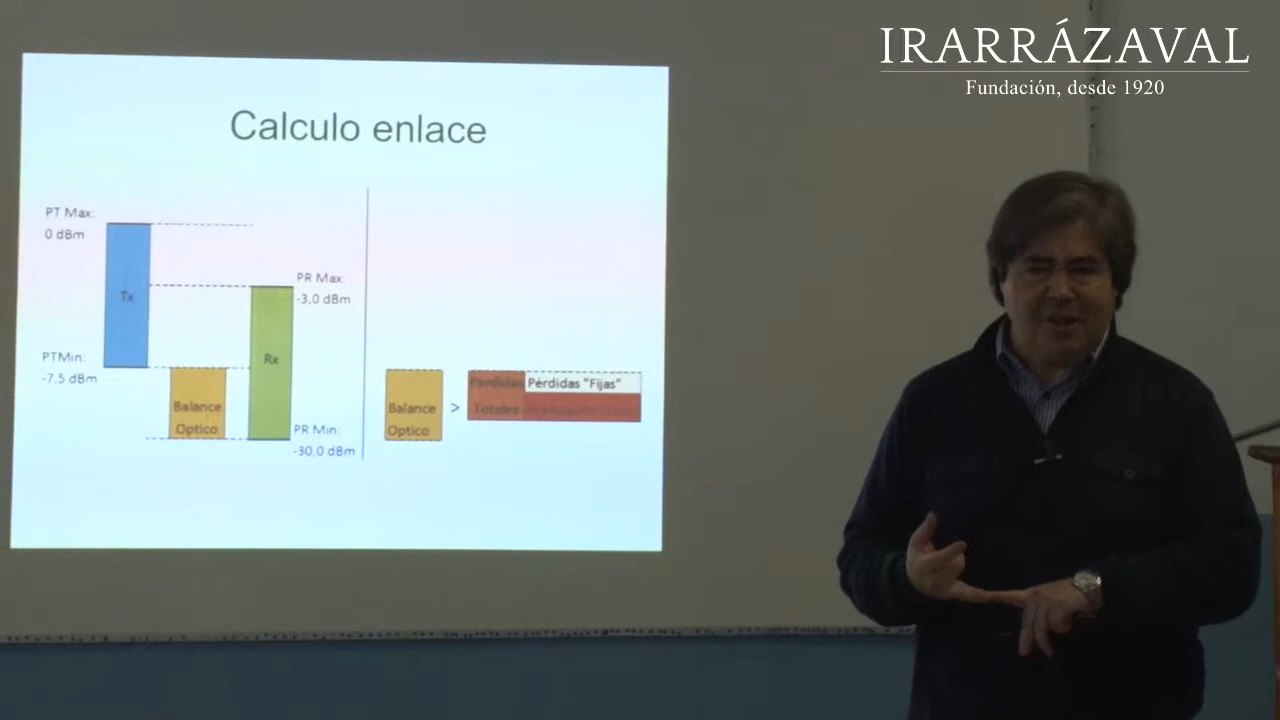 IRARRÁZAVAL
Fundación, desde 1920
Calculo enlace
PT Max:
0 dBm
Tx
PR Max:
-3,0 dBm
Rx
PTMin:
-7.5 dBm
Balance
Optico
PR Min:
-30,0 dBm
Balance
Optico
>
Perdidas Pérdidas "Fijas"
Totales